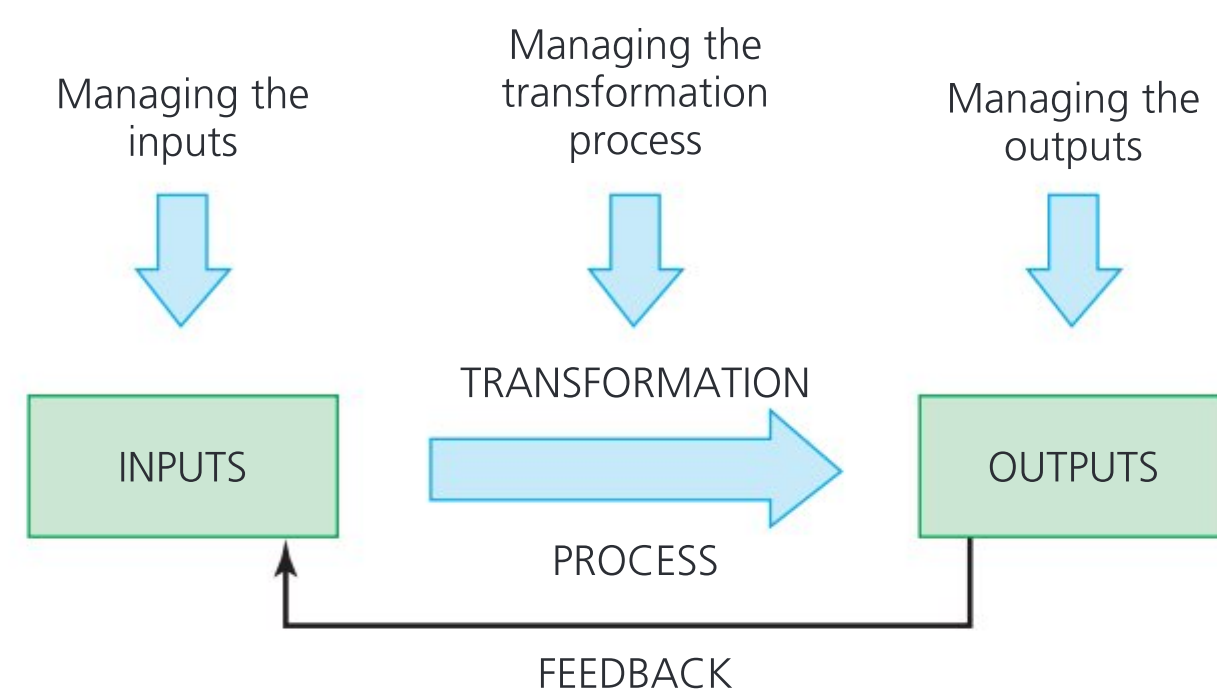 Managing the
inputs
Managing the
transformation
process
Managing the
outputs
INPUTS
TRANSFORMATION
PROCESS
OUTPUTS
FEEDBACK